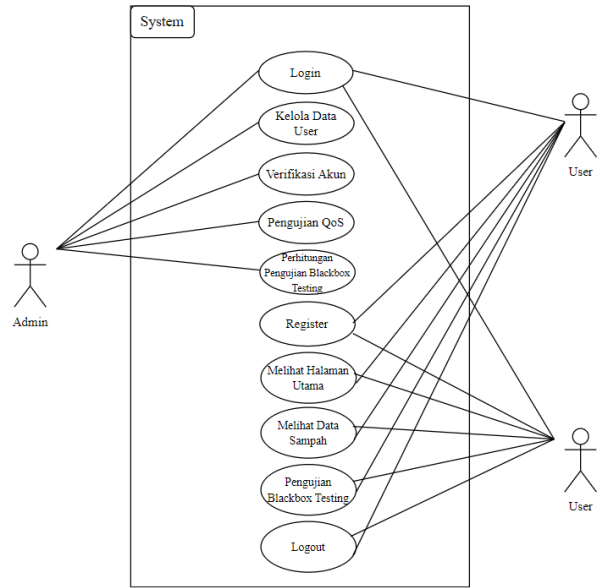 System
Login
Kelola Data
User
Verifikasi Akun
Pengujian QoS
Perhitungan
Pengujian Blackbox
Testing
Register
Melihat Halaman
Utama
Melihat Data
Sampah
Pengujian
Blackbox Testing
Logout
Admin
User
User